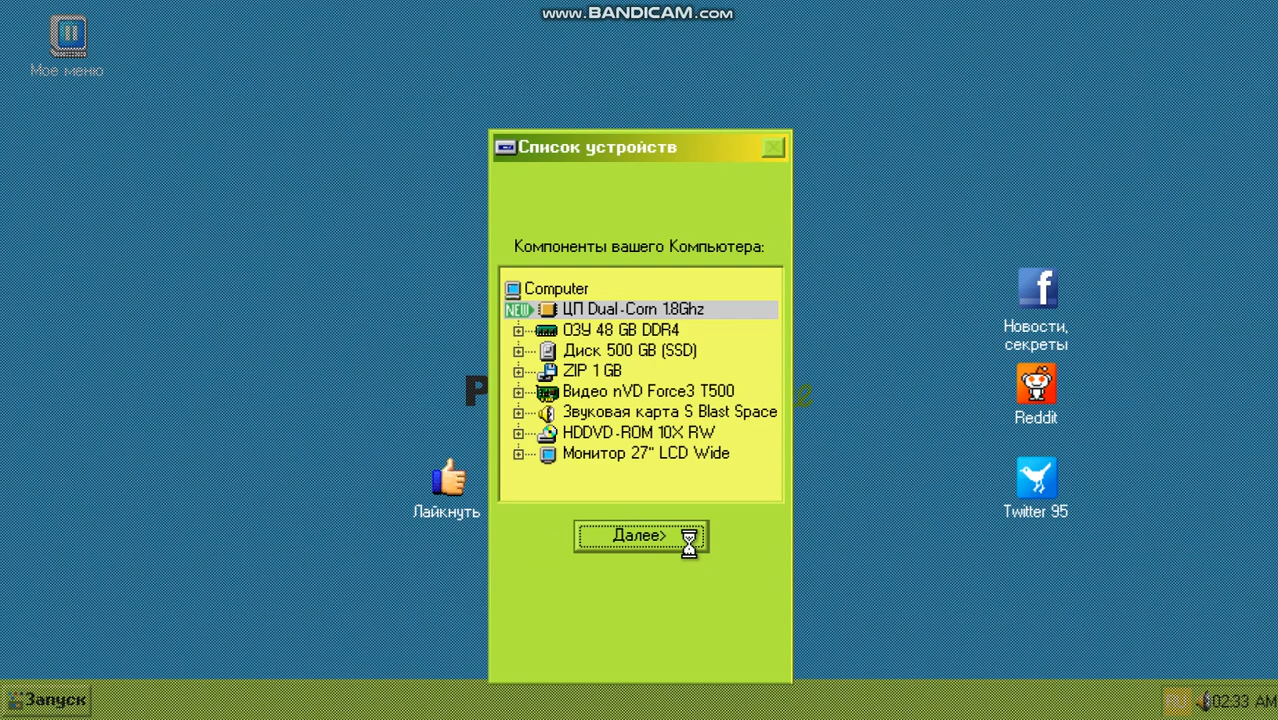 www.BANDICAM.com
Мое меню
Список устройств
Компоненты вашего Компьютера:
Computer
NEW ЦП Dual-Corn 1.8Ghz
ОЗУ 48 GB DDR4
Диск 500 GB (SSD)
ZIP 1 GB
Видео nVD Force3 T500
Звуковая карта S Blast Space
HDDVD-ROM 10X RW
Монитор 27" LCD Wide
Далее>
Лайкнуть
Новости,
секреты
Reddit
Twitter 95
Запуск
RU 02:33 AM